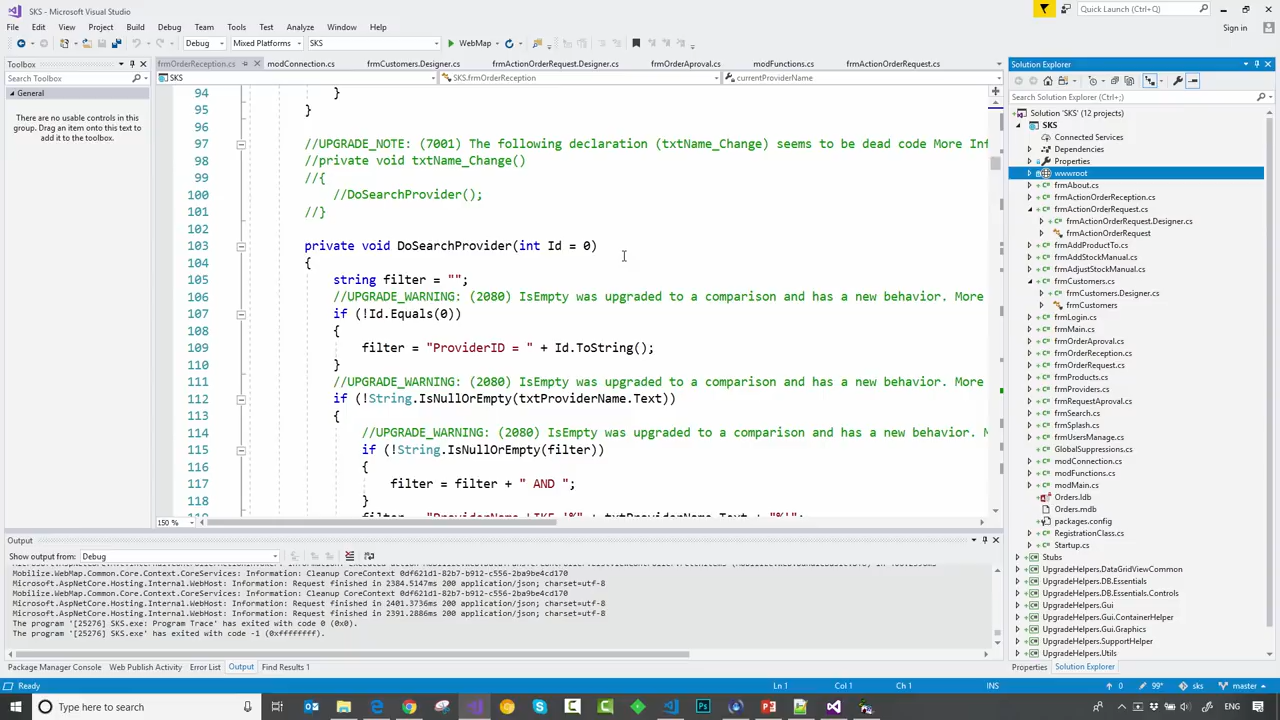 SKS - Microsoft Visual Studio
Quick Launch (Ctrl+Q)
File Edit View Project Build Debug Team Tools Test Analyze Window Help
Sign in
Debug Mixed Platforms SKS WebMap
Toolbox
Search Toolbox
General
There are no usable controls in this
group. Drag an item onto this text to
add it to the toolbox.
frmOrderReception.cs modConnection.cs frmCustomers.Designer.cs frmActionOrderRequest.Designer.cs frmOrderAproval.cs modFunctions.cs frmActionOrderRequest.cs
SKS SKS.frmOrderReception currentProviderName
94 }
95 }
96
97 //UPGRADE_NOTE: (7001) The following declaration (txtName_Change) seems to be dead code More Inf
98 //private void txtName_Change()
99 //{
100 //DoSearchProvider();
101 //}
102
103 private void DoSearchProvider(int Id = 0)
104 {
105 string filter = "";
106 //UPGRADE_WARNING: (2080) IsEmpty was upgraded to a comparison and has a new behavior. More
107 if (!Id.Equals(0))
108 {
109 filter = "ProviderID = " + Id.ToString();
110 }
111 //UPGRADE_WARNING: (2080) IsEmpty was upgraded to a comparison and has a new behavior. More
112 if (!String.IsNullOrEmpty(txtProviderName.Text))
113 {
114 //UPGRADE_WARNING: (2080) IsEmpty was upgraded to a comparison and has a new behavior. M
115 if (!String.IsNullOrEmpty(filter))
116 {
117 filter = filter + " AND ";
118 }
150 %
Output
Show output from: Debug
Mobilize.WebMap.Common.Core.Context.CoreServices: Information: Cleanup CoreContext 0df621d1-82b7-b912-c556-2ba9be4cd170
Microsoft.AspNetCore.Hosting.Internal.WebHost: Information: Request finished in 2384.5147ms 200 application/json; charset=utf-8
Mobilize.WebMap.Common.Core.Context.CoreServices: Information: Cleanup CoreContext 0df621d1-82b7-b912-c556-2ba9be4cd170
Microsoft.AspNetCore.Hosting.Internal.WebHost: Information: Request finished in 2401.3736ms 200 application/json; charset=utf-8
Microsoft.AspNetCore.Hosting.Internal.WebHost: Information: Request finished in 2391.2886ms 200 application/json; charset=utf-8
The program '[25276] SKS.exe: Program Trace' has exited with code 0 (0x0).
The program '[25276] SKS.exe' has exited with code -1 (0xffffffff).
Package Manager Console Web Publish Activity Error List Output Find Results 1
Solution Explorer
Search Solution Explorer (Ctrl+;)
Solution 'SKS' (12 projects)
SKS
Connected Services
Dependencies
Properties
wwwroot
frmAbout.cs
frmActionOrderReception.cs
frmActionOrderRequest.cs
frmActionOrderRequest.Designer.cs
frmActionOrderRequest
frmAddProductTo.cs
frmAddStockManual.cs
frmAdjustStockManual.cs
frmCustomers.cs
frmCustomers.Designer.cs
frmCustomers
frmLogin.cs
frmMain.cs
frmOrderAproval.cs
frmOrderReception.cs
frmOrderRequest.cs
frmProducts.cs
frmProviders.cs
frmRequestAproval.cs
frmSearch.cs
frmSplash.cs
frmUsersManage.cs
GlobalSuppressions.cs
modConnection.cs
modFunctions.cs
modMain.cs
Orders.ldb
Orders.mdb
packages.config
RegistrationClass.cs
Startup.cs
Stubs
UpgradeHelpers.DataGridViewCommon
UpgradeHelpers.DB.Essentials
UpgradeHelpers.DB.Essentials.Controls
UpgradeHelpers.Gui
UpgradeHelpers.Gui.ContainerHelper
UpgradeHelpers.Gui.Graphics
UpgradeHelpers.SupportHelper
UpgradeHelpers.Utils
Properties Solution Explorer
Ready Ln 1 Col 1 Ch 1 INS 0 99* sks master
Type here to search